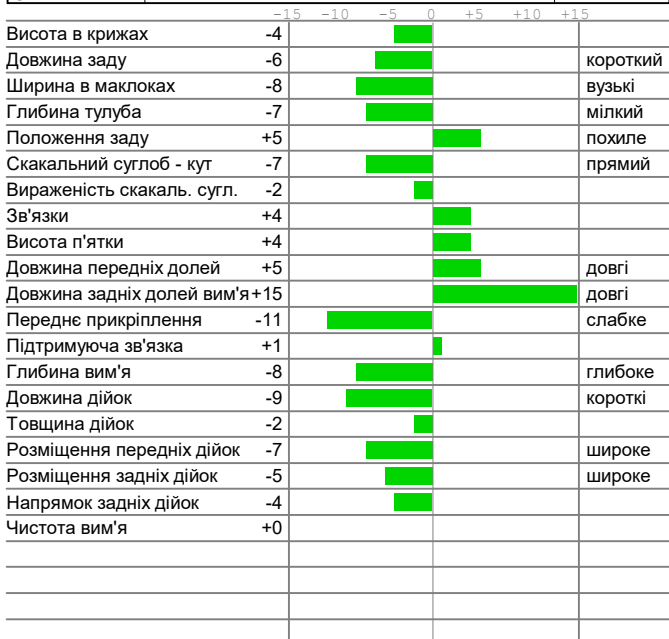 -15 -10 -5 0 +5 +10 +15
Висота в крижах -4
Довжина заду -6 короткий
Ширина в маклоках -8 вузькі
Глибина тулуба -7 мілкий
Положення заду +5 похиле
Скакальний суглоб - кут -7 прямий
Вираженість скакаль. сугл. -2
Зв'язки +4
Висота п'ятки +4
Довжина передніх долей +5 довгі
Довжина задніх долей вим'я+15 довгі
Переднє прикріплення -11 слабке
Підтримуюча зв'язка +1
Глибина вим'я -8 глибоке
Довжина дійок -9 короткі
Товщина дійок -2
Розміщення передніх дійок -7 широке
Розміщення задніх дійок -5 широке
Напрямок задніх дійок -4
Чистота вим'я +0